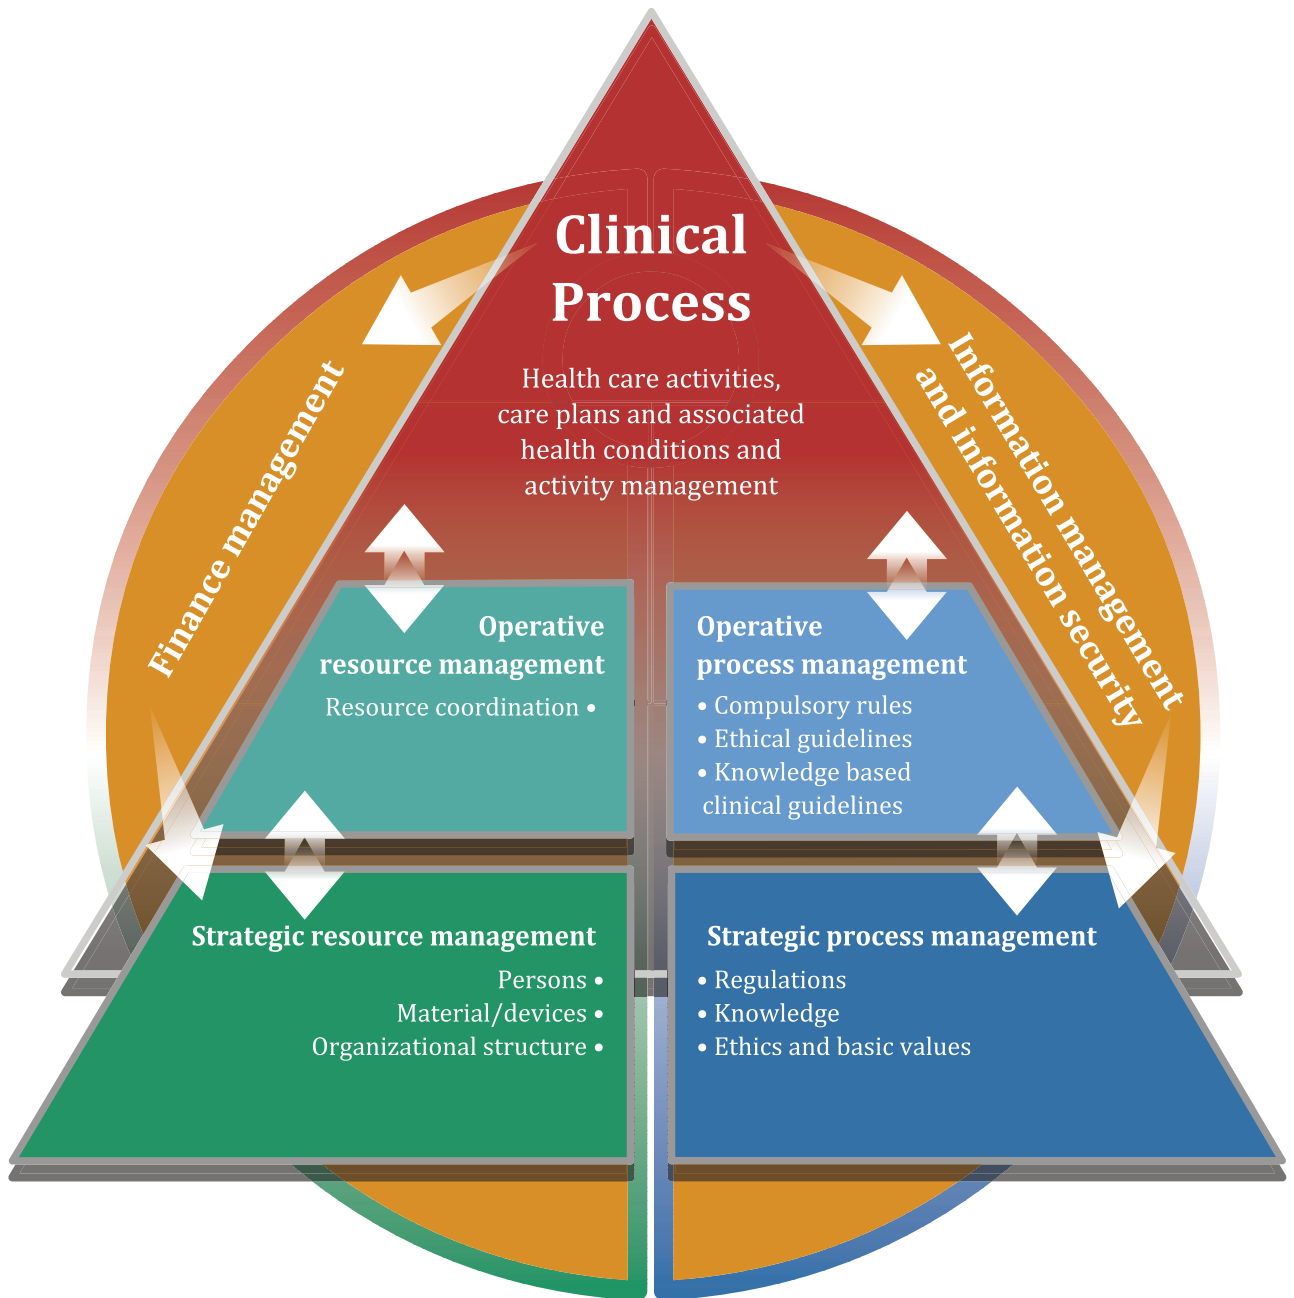 Clinical
Process
Health care activities,
care plans and associated
health conditions and
activity management
Finance management
Information management
and information security
Operative
resource management
Resource coordination •
Operative
process management
• Compulsory rules
• Ethical guidelines
• Knowledge based
clinical guidelines
Strategic resource management
Persons •
Material/devices •
Organizational structure •
Strategic process management
• Regulations
• Knowledge
• Ethics and basic values